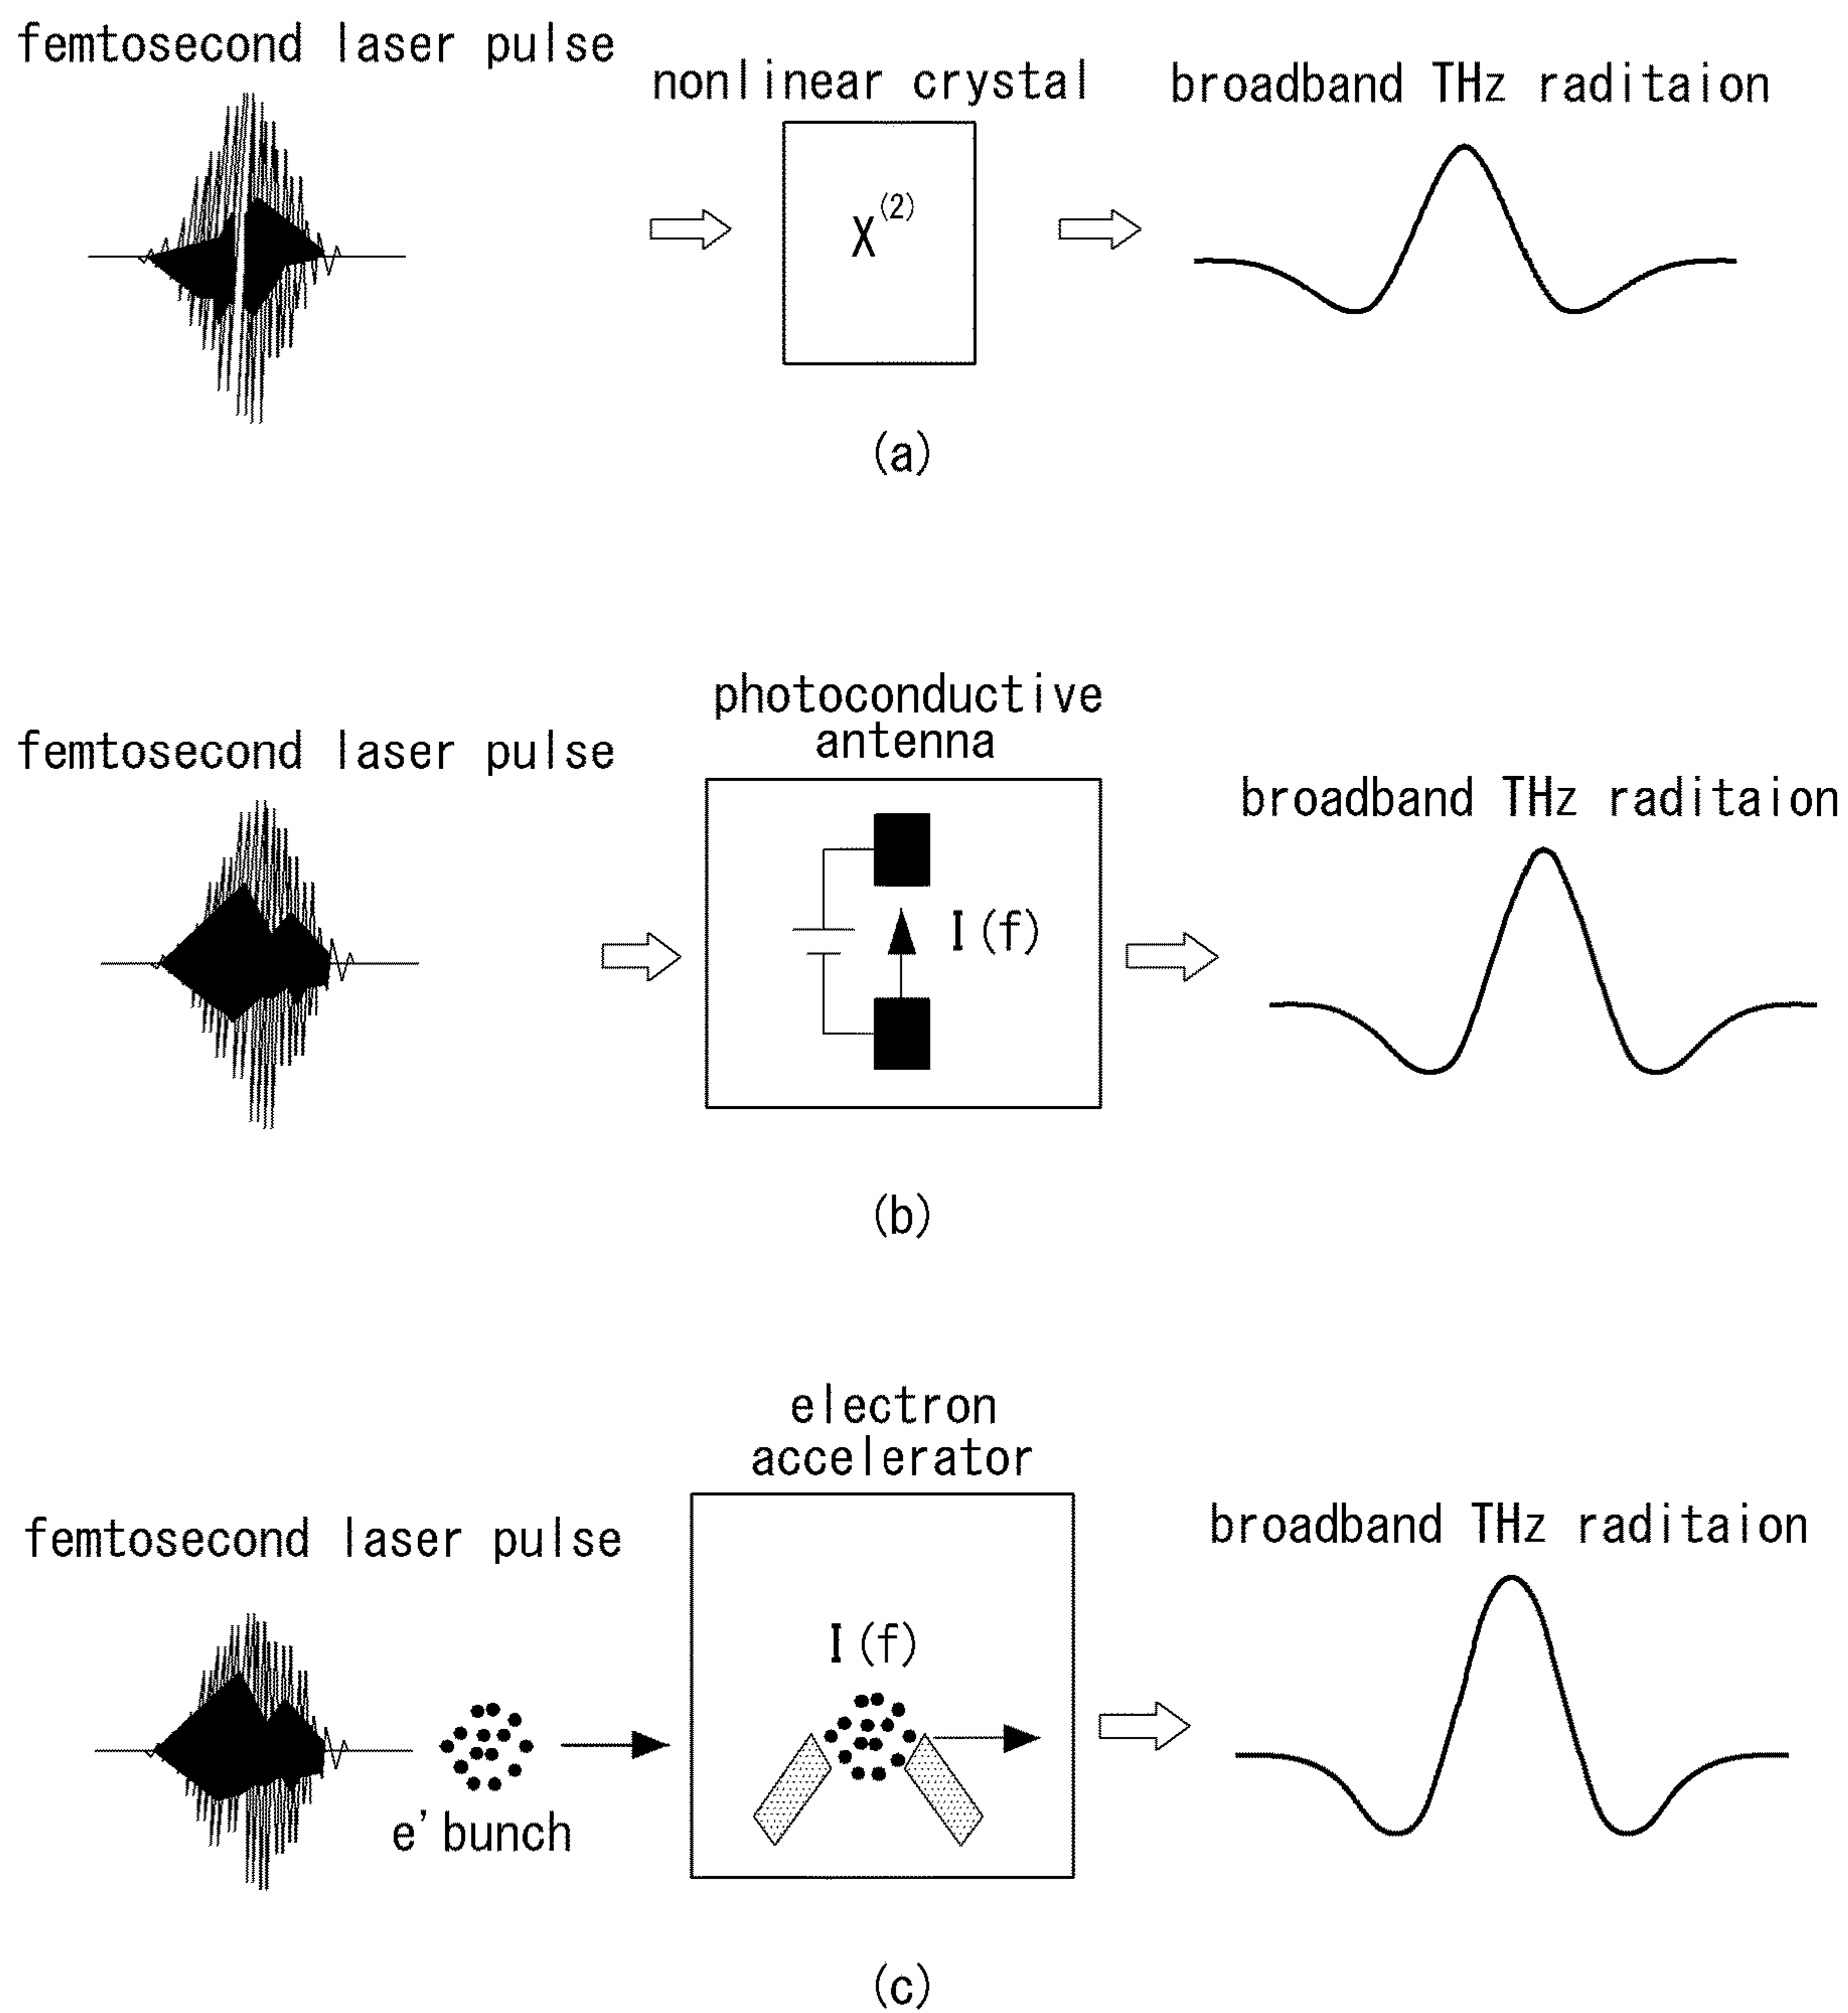 femtosecond laser pulse
nonlinear crystal
broadband THz raditaion
X(2)
(a)
femtosecond laser pulse
photoconductive
antenna
broadband THz raditaion
I(f)
(b)
femtosecond laser pulse
electron
accelerator
broadband THz raditaion
I(f)
e'bunch
(c)